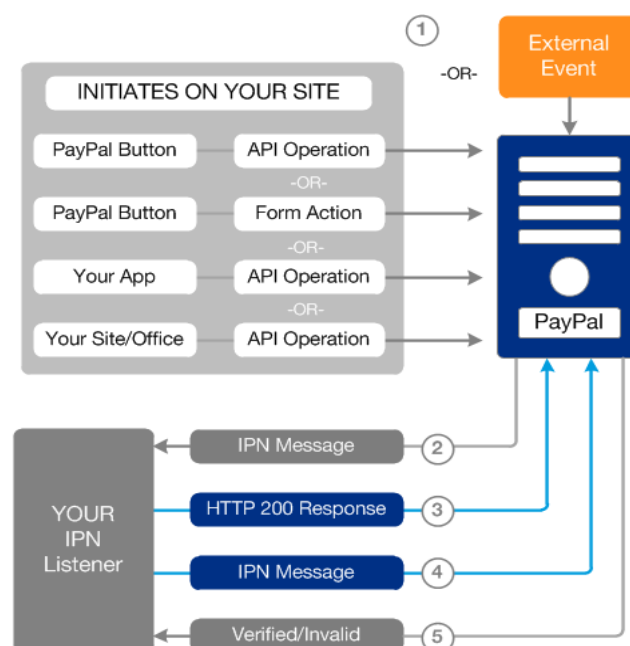 1
External
Event
-OR-
INITIATES ON YOUR SITE
PayPal Button API Operation
-OR-
PayPal Button Form Action
-OR-
Your App API Operation
-OR-
Your Site/Office API Operation
PayPal
IPN Message 2
HTTP 200 Response 3
YOUR
IPN
Listener
IPN Message 4
Verified/Invalid 5